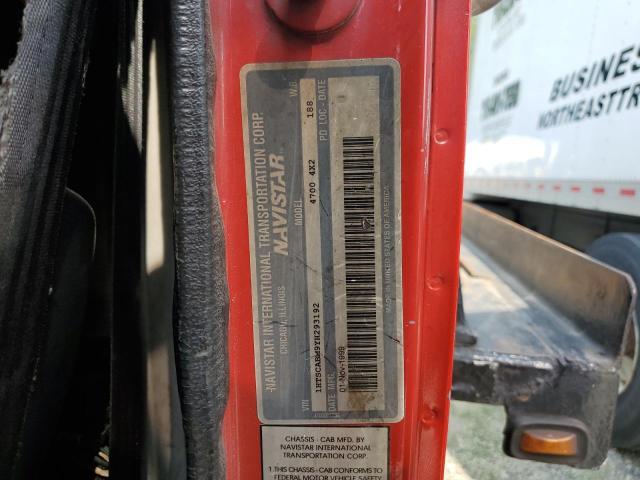 NAVISTAR INTERNATIONAL TRANSPORTATION CORP.
CHICAGO, ILLINOIS
NAVISTAR
MODEL
W/B
4700 4X2
188
PD LOC - DATE
VIN
1HTSCABM9YH293192
DATE MFG.
01-Nov-1999
MADE IN UNITED STATES OF AMERICA
CHASSIS - CAB MFD. BY
NAVISTAR INTERNATIONAL
TRANSPORTATION CORP.
1. THIS CHASSIS - CAB CONFORMS TO
FEDERAL MOTOR VEHICLE SAFETY
BUSINES
NORTHEASTTR